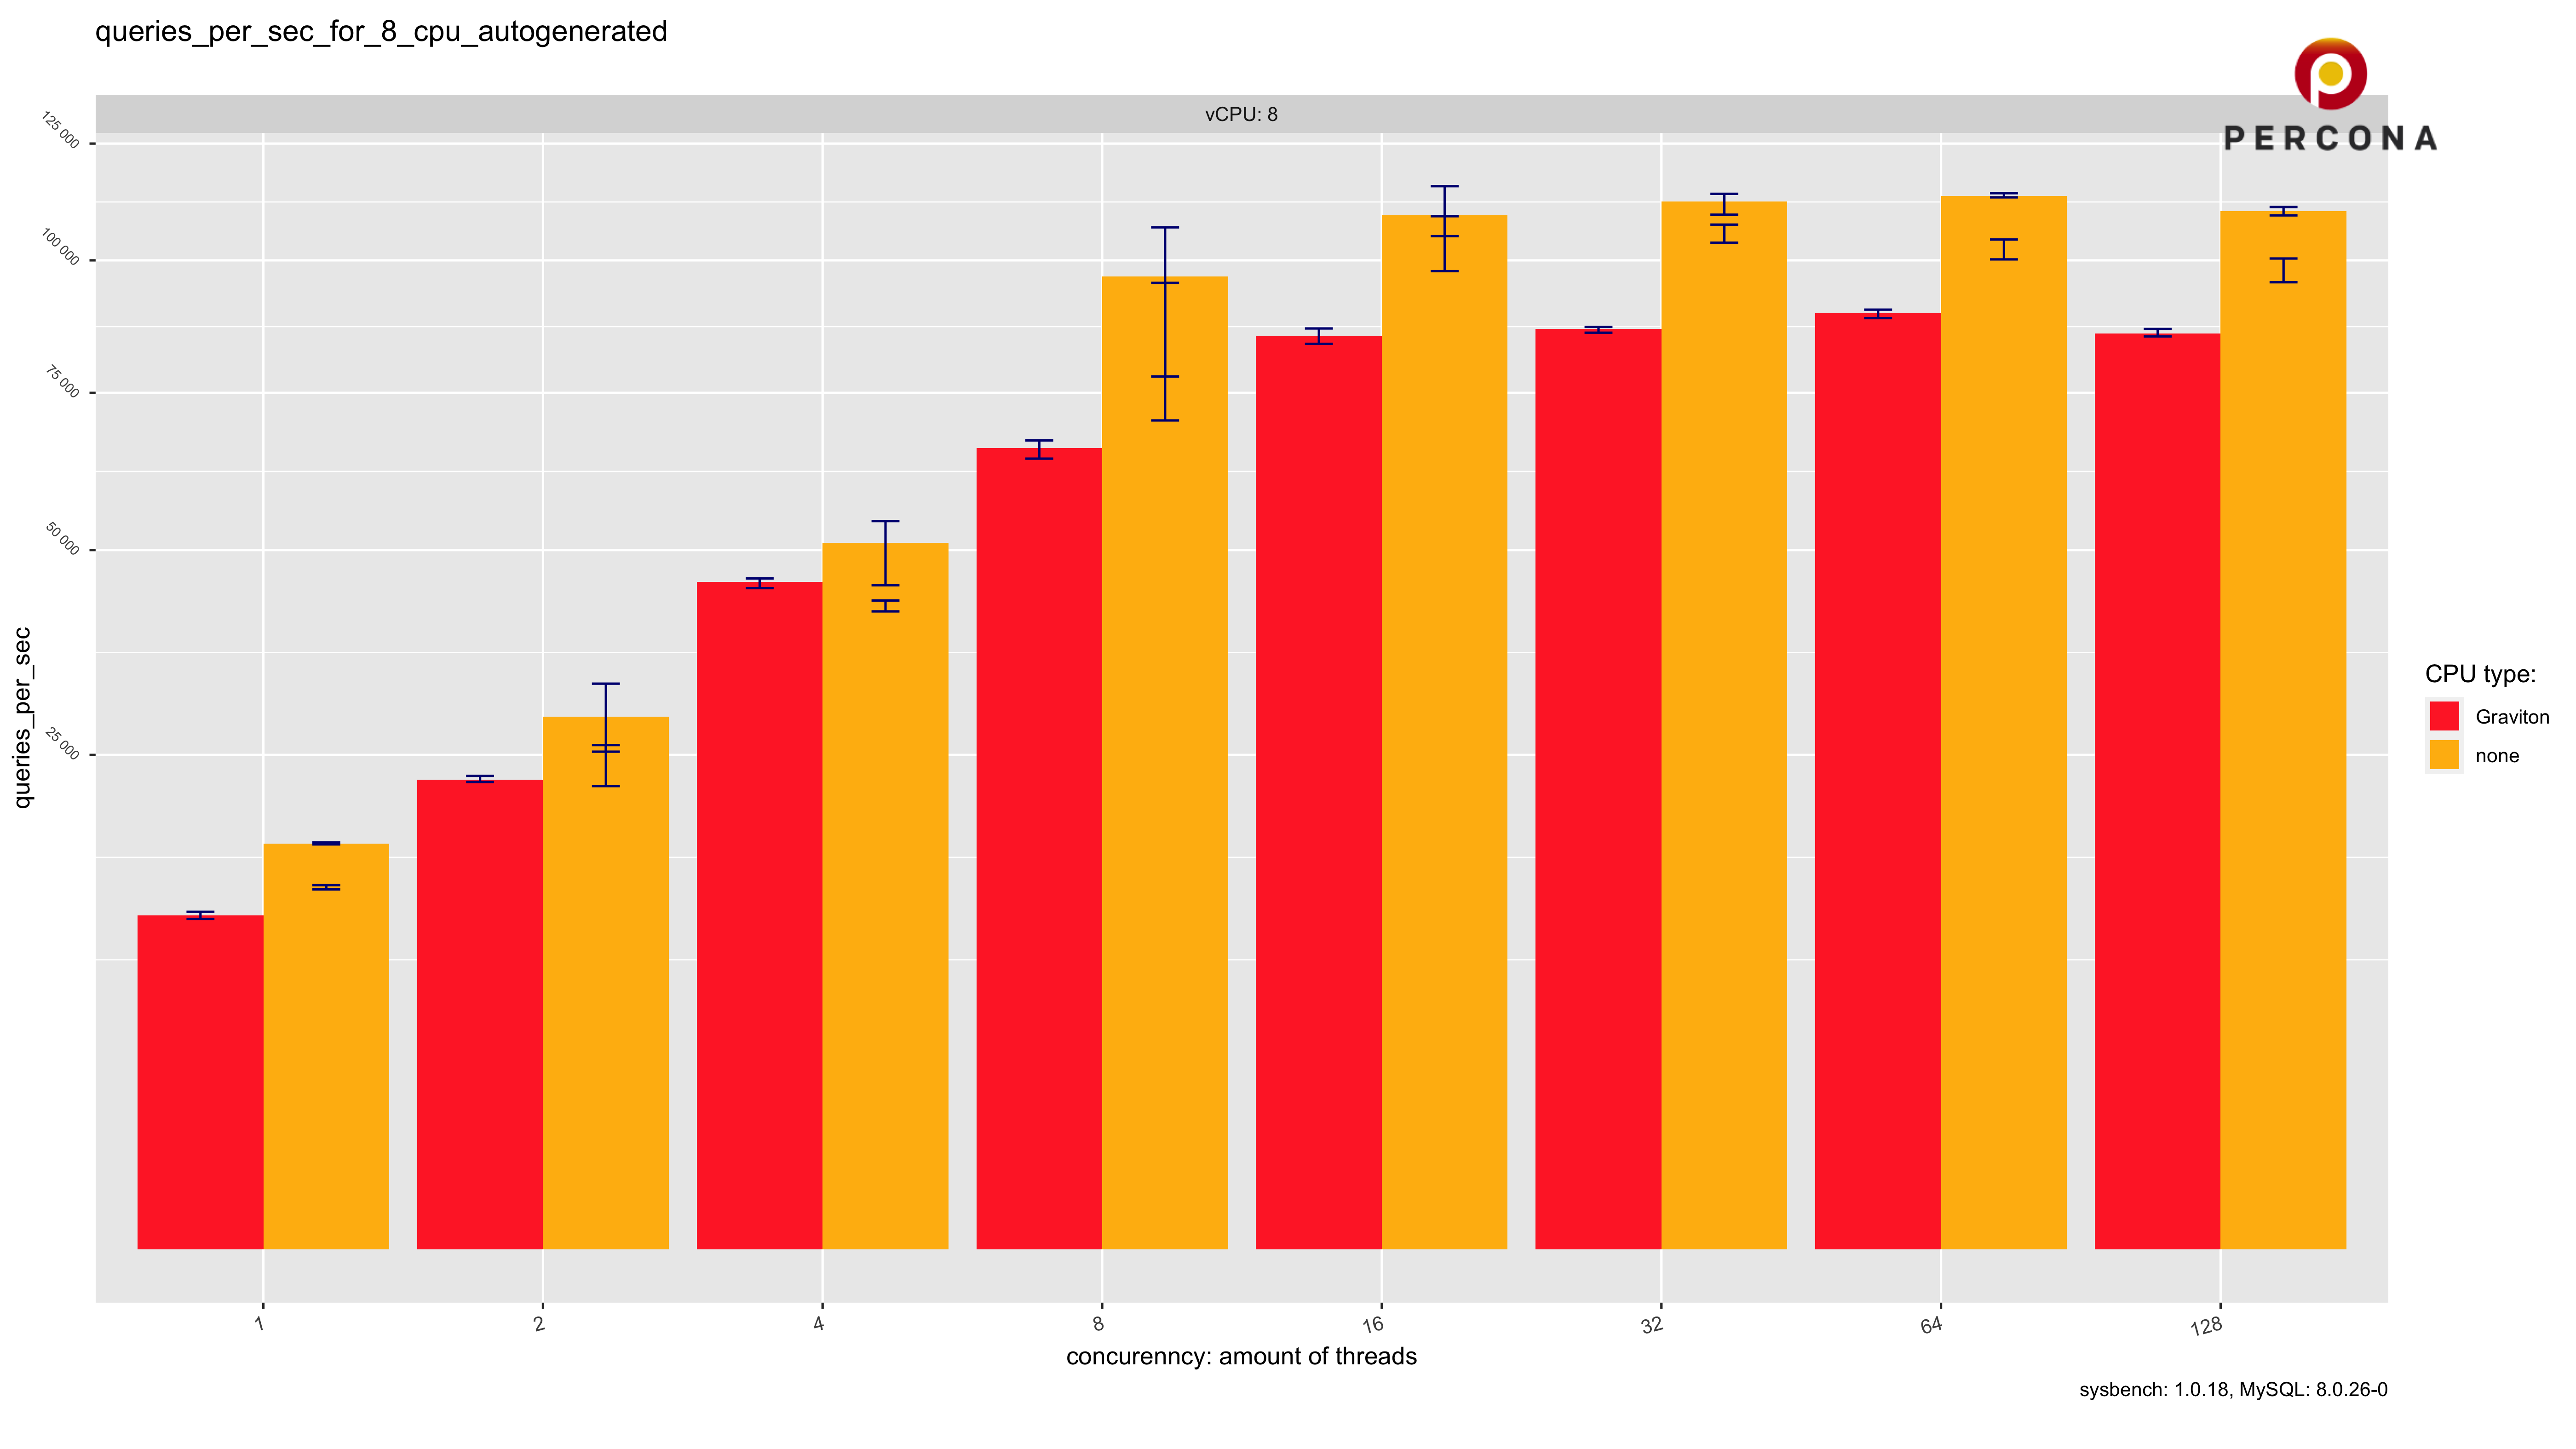 queries_per_sec_for_8_cpu_autogenerated
PERCONA
vCPU: 8
125 000
100 000
75 000
50 000
25 000
queries_per_sec
CPU type:
Graviton
none
1
2
4
8
16
32
64
128
concurenncy: amount of threads
sysbench: 1.0.18, MySQL: 8.0.26-0